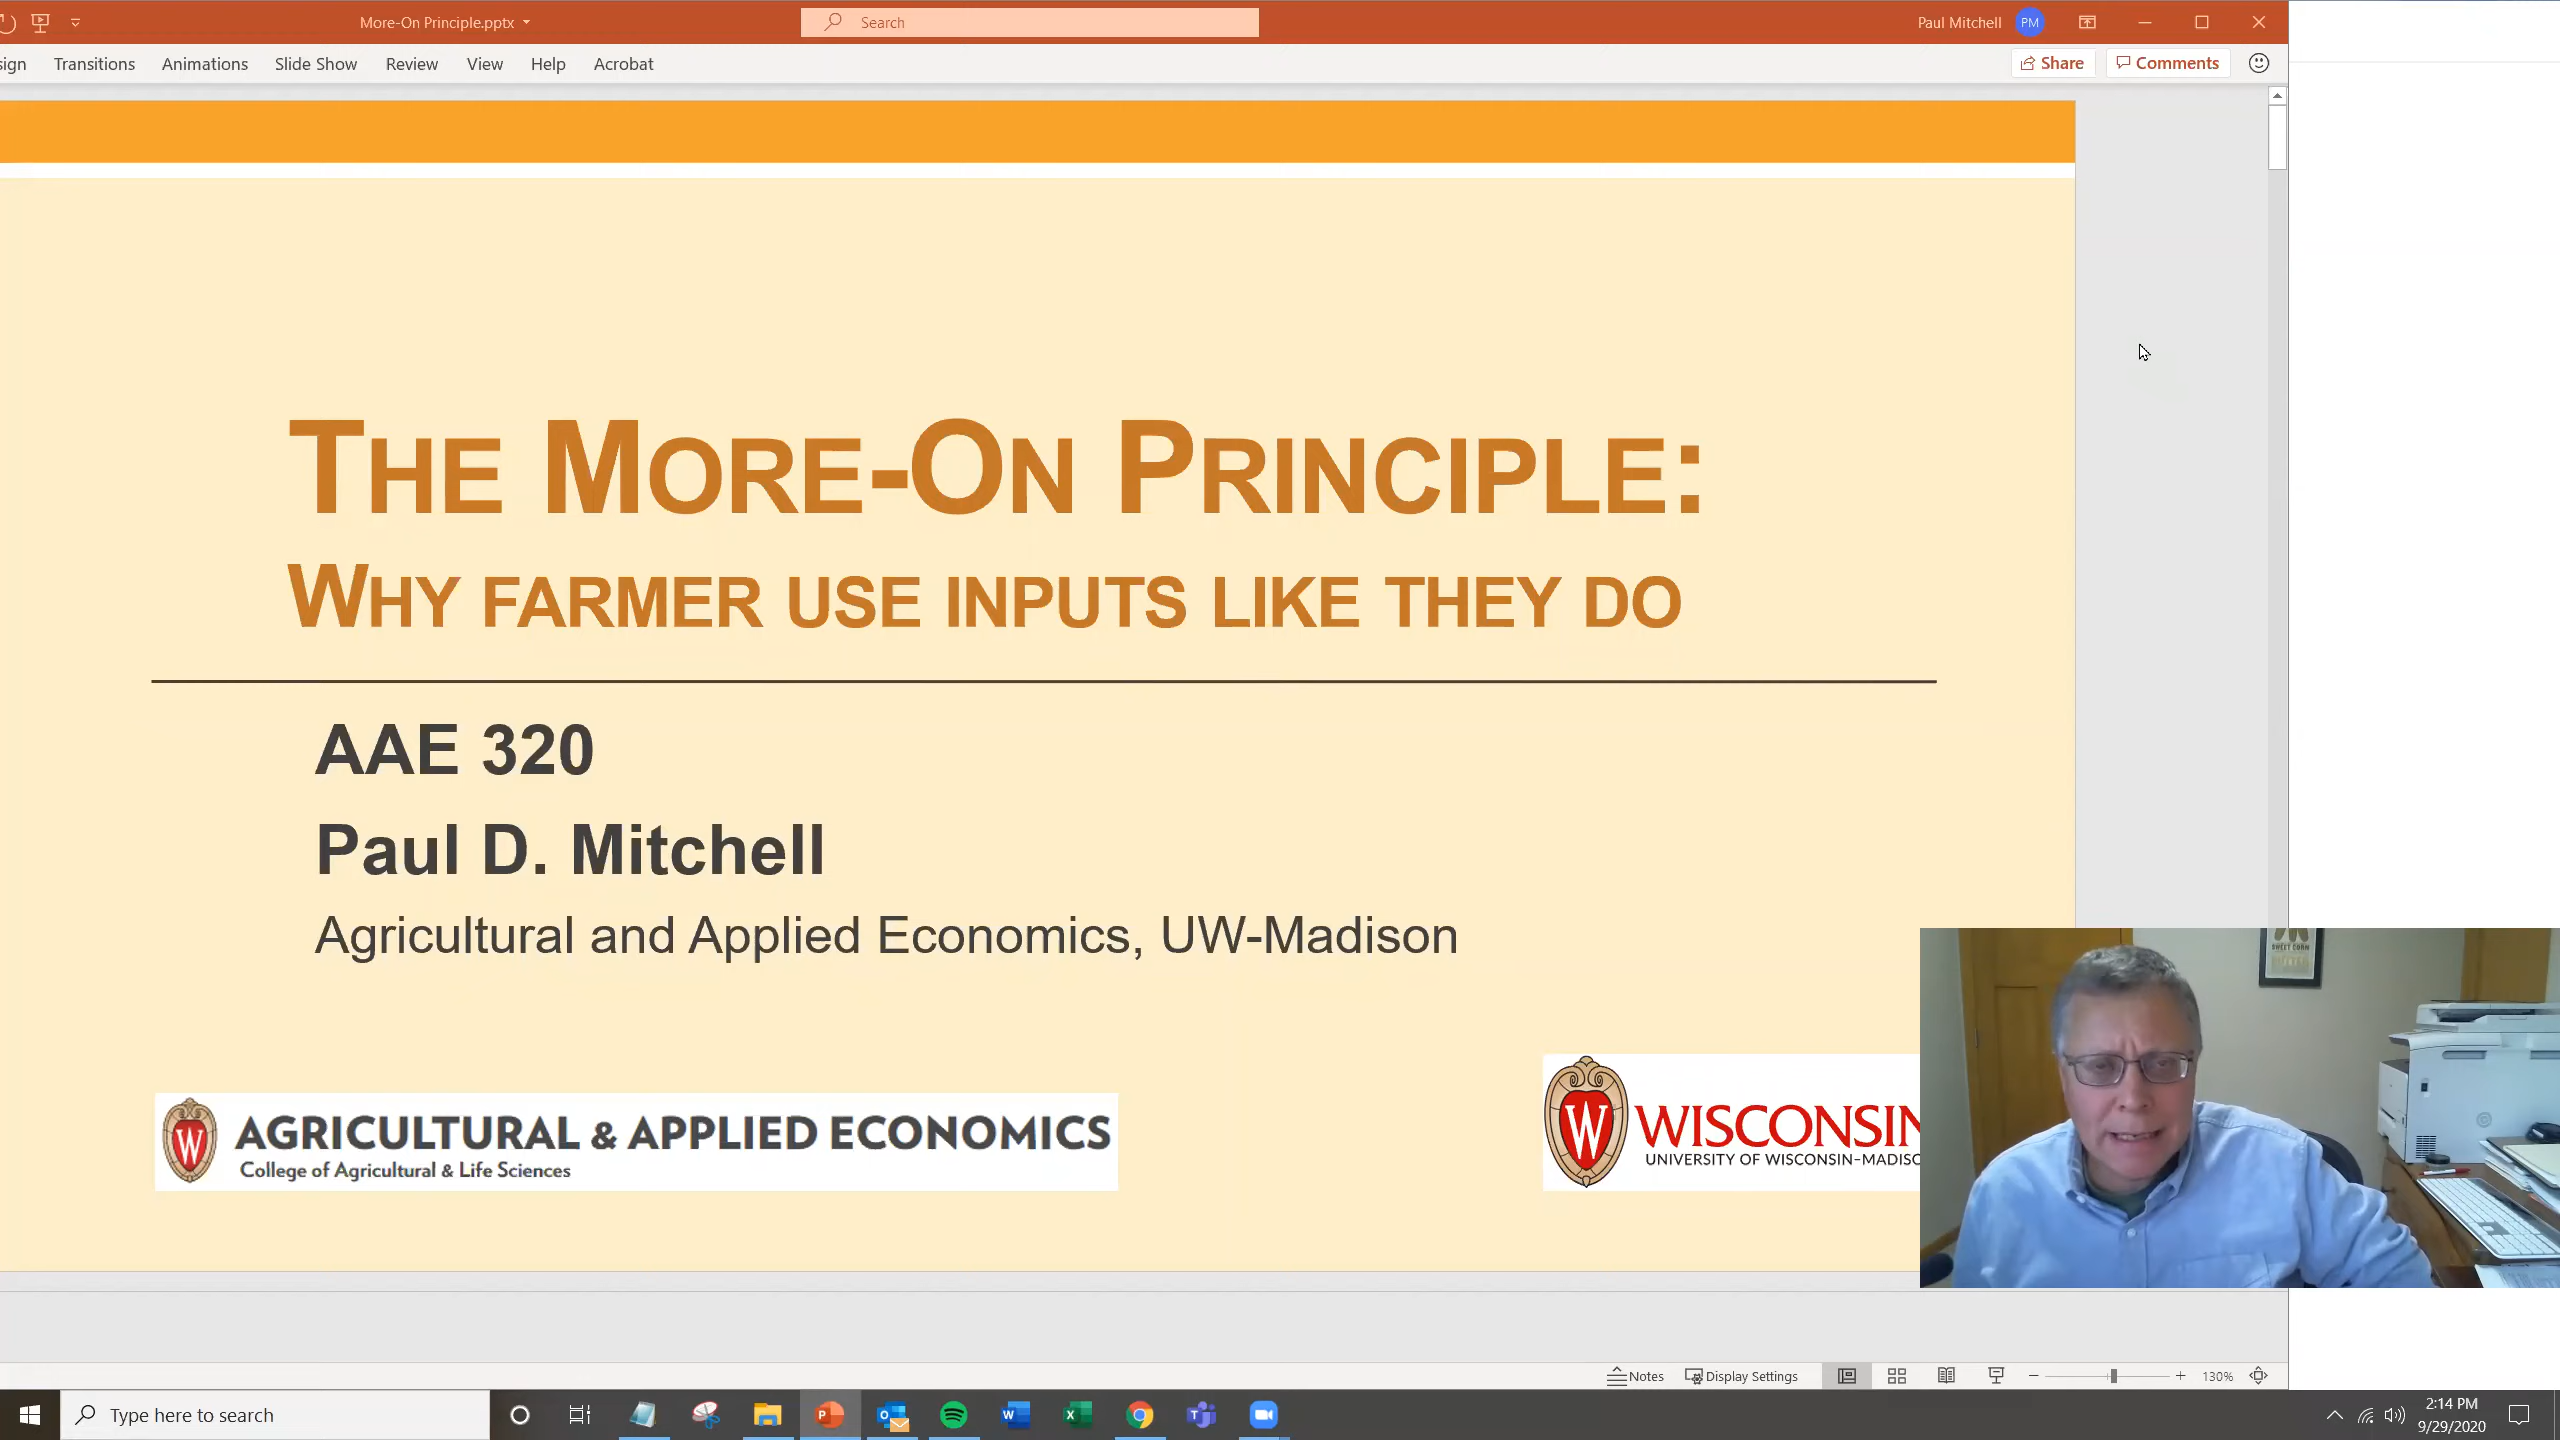 More-On Principle.pptx
Search
Paul Mitchell PM
sign Transitions Animations Slide Show Review View Help Acrobat
Share Comments
THE MORE-ON PRINCIPLE:
WHY FARMER USE INPUTS LIKE THEY DO
AAE 320
Paul D. Mitchell
Agricultural and Applied Economics, UW-Madison
W AGRICULTURAL & APPLIED ECONOMICS
College of Agricultural & Life Sciences
W WISCONSIN
UNIVERSITY OF WISCONSIN–MADISO
SWEET CORN
Notes Display Settings 130%
Type here to search
2:14 PM
9/29/2020